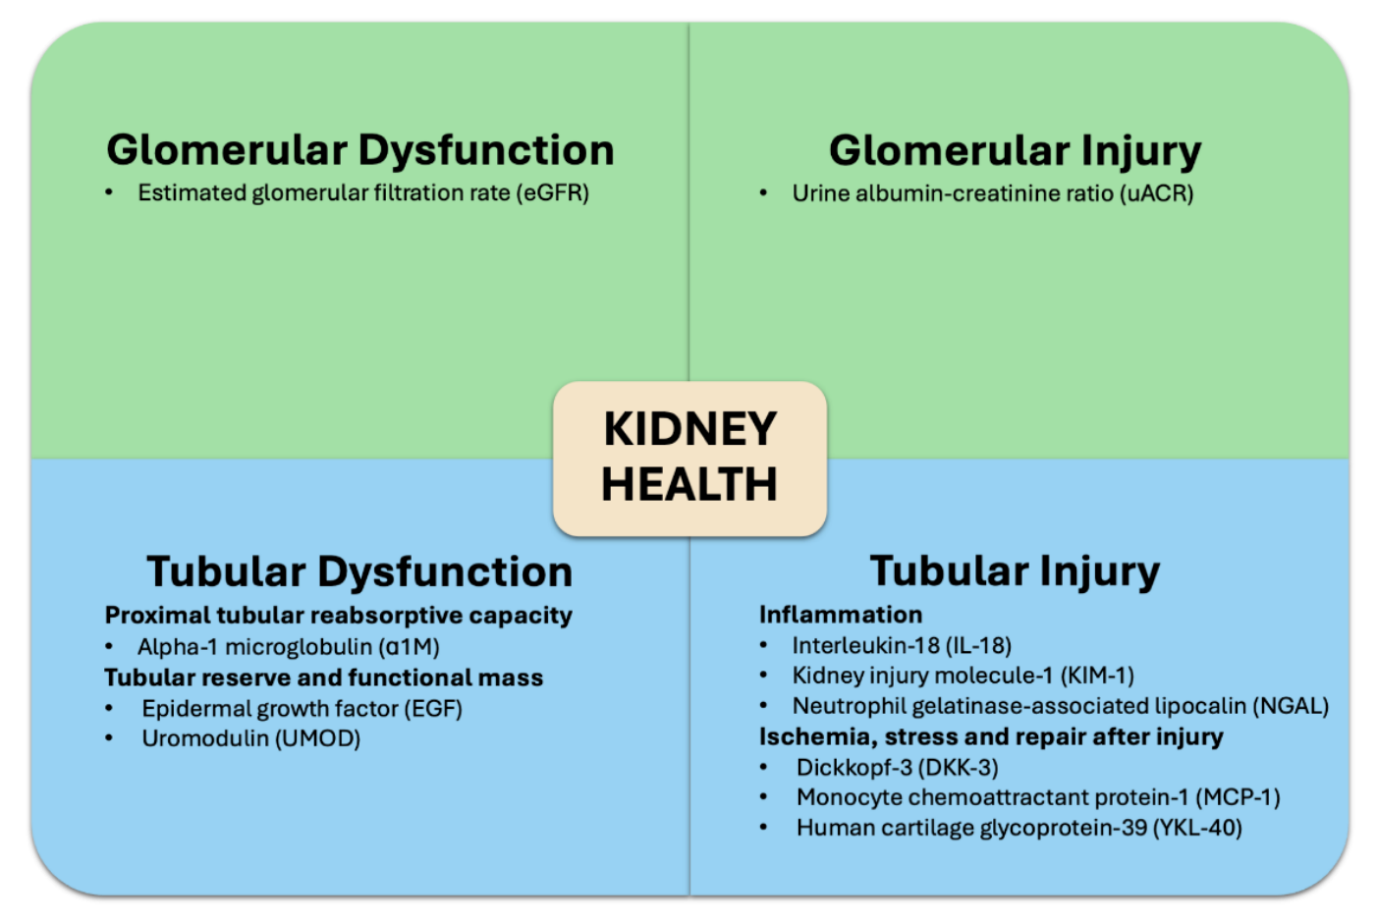 Glomerular Dysfunction
• Estimated glomerular filtration rate (eGFR)
Glomerular Injury
• Urine albumin-creatinine ratio (uACR)
KIDNEY
HEALTH
Tubular Dysfunction
Proximal tubular reabsorptive capacity
• Alpha-1 microglobulin (α1M)
Tubular reserve and functional mass
• Epidermal growth factor (EGF)
• Uromodulin (UMOD)
Tubular Injury
Inflammation
• Interleukin-18 (IL-18)
• Kidney injury molecule-1 (KIM-1)
• Neutrophil gelatinase-associated lipocalin (NGAL)
Ischemia, stress and repair after injury
• Dickkopf-3 (DKK-3)
• Monocyte chemoattractant protein-1 (MCP-1)
• Human cartilage glycoprotein-39 (YKL-40)